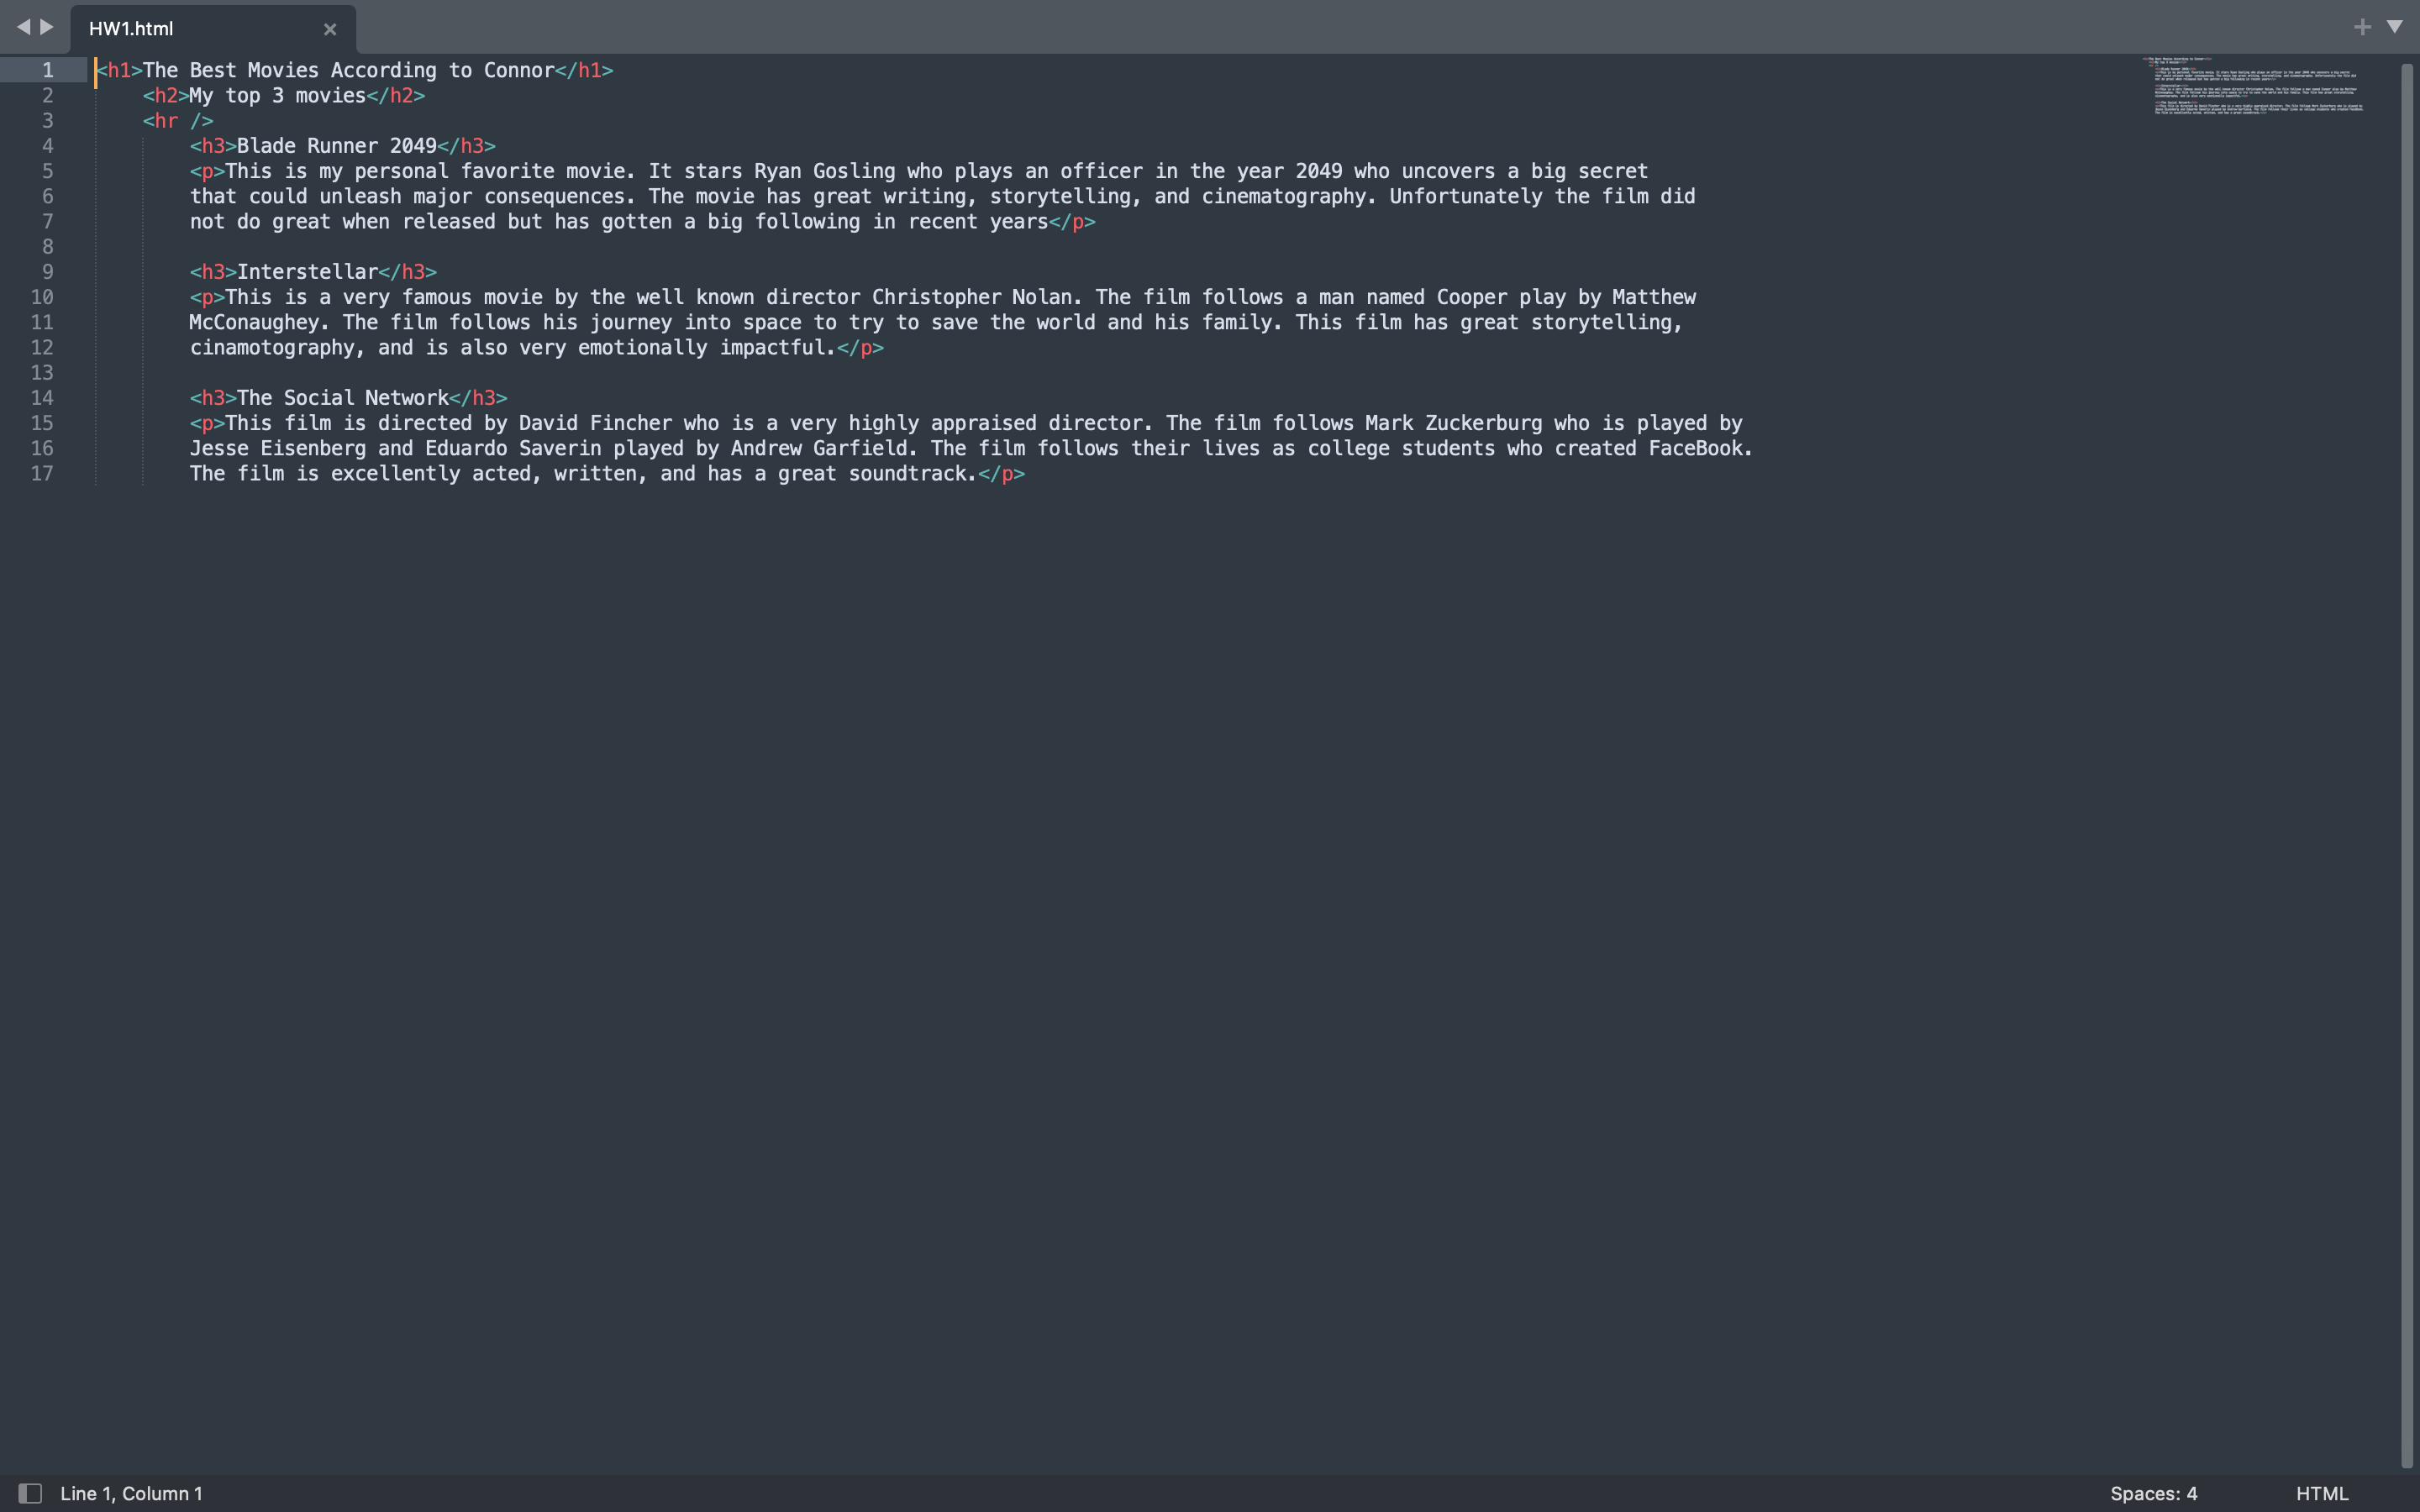 HW1.html
1 <h1>The Best Movies According to Connor</h1>
2 <h2>My top 3 movies</h2>
3 <hr />
4 <h3>Blade Runner 2049</h3>
5 <p>This is my personal favorite movie. It stars Ryan Gosling who plays an officer in the year 2049 who uncovers a big secret
6 that could unleash major consequences. The movie has great writing, storytelling, and cinematography. Unfortunately the film did
7 not do great when released but has gotten a big following in recent years</p>
8
9 <h3>Interstellar</h3>
10 <p>This is a very famous movie by the well known director Christopher Nolan. The film follows a man named Cooper play by Matthew
11 McConaughey. The film follows his journey into space to try to save the world and his family. This film has great storytelling,
12 cinamotography, and is also very emotionally impactful.</p>
13
14 <h3>The Social Network</h3>
15 <p>This film is directed by David Fincher who is a very highly appraised director. The film follows Mark Zuckerburg who is played by
16 Jesse Eisenberg and Eduardo Saverin played by Andrew Garfield. The film follows their lives as college students who created FaceBook.
17 The film is excellently acted, written, and has a great soundtrack.</p>
Line 1, Column 1
Spaces: 4
HTML